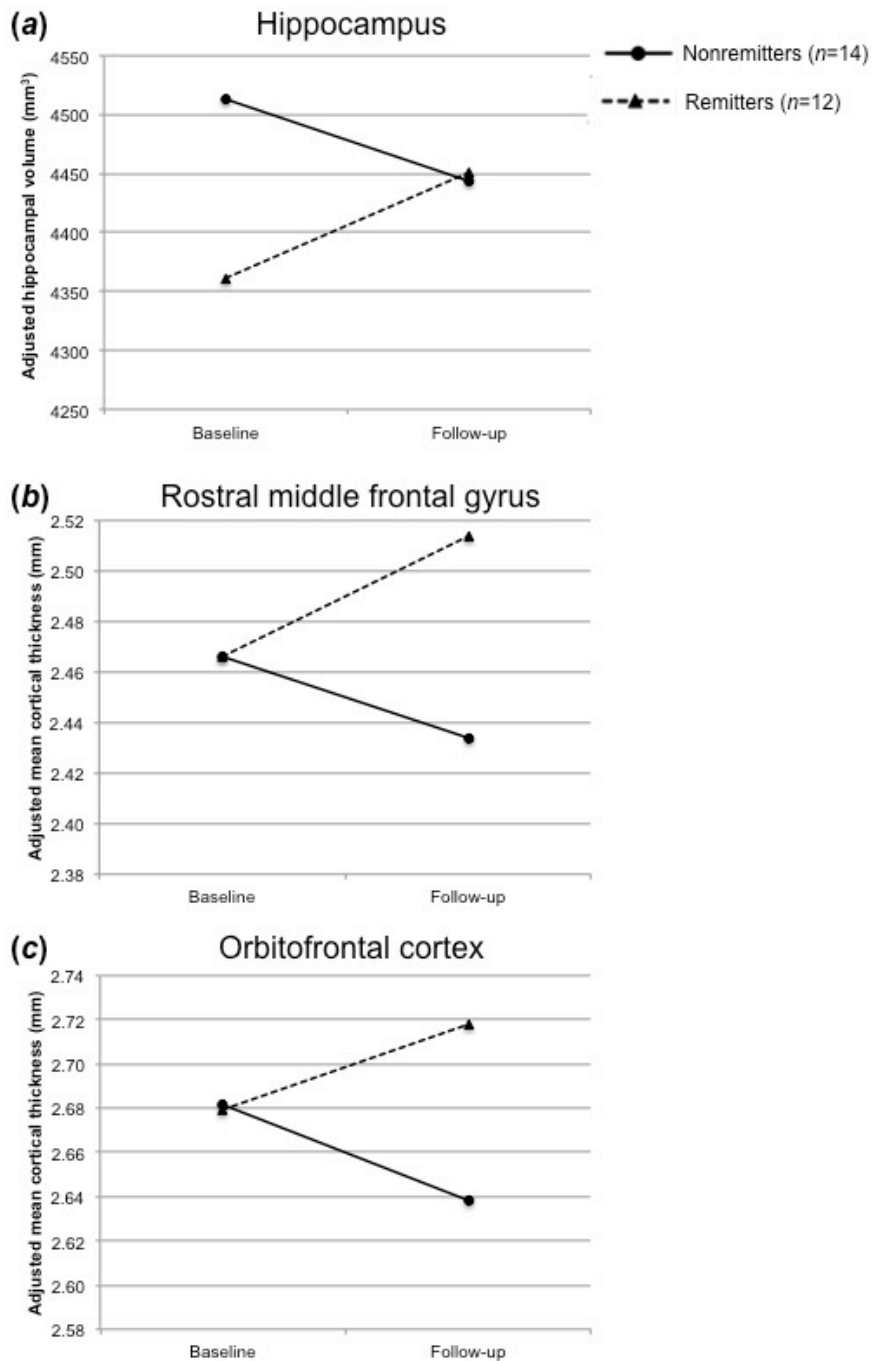 (a) Hippocampus
Nonremitters (n=14)
Remitters (n=12)
Adjusted hippocampal volume (mm³)
4550
4500
4450
4400
4350
4300
4250
Baseline Follow-up
(b) Rostral middle frontal gyrus
Adjusted mean cortical thickness (mm)
2.52
2.50
2.48
2.46
2.44
2.42
2.40
2.38
Baseline Follow-up
(c) Orbitofrontal cortex
Adjusted mean cortical thickness (mm)
2.74
2.72
2.70
2.68
2.66
2.64
2.62
2.60
2.58
Baseline Follow-up